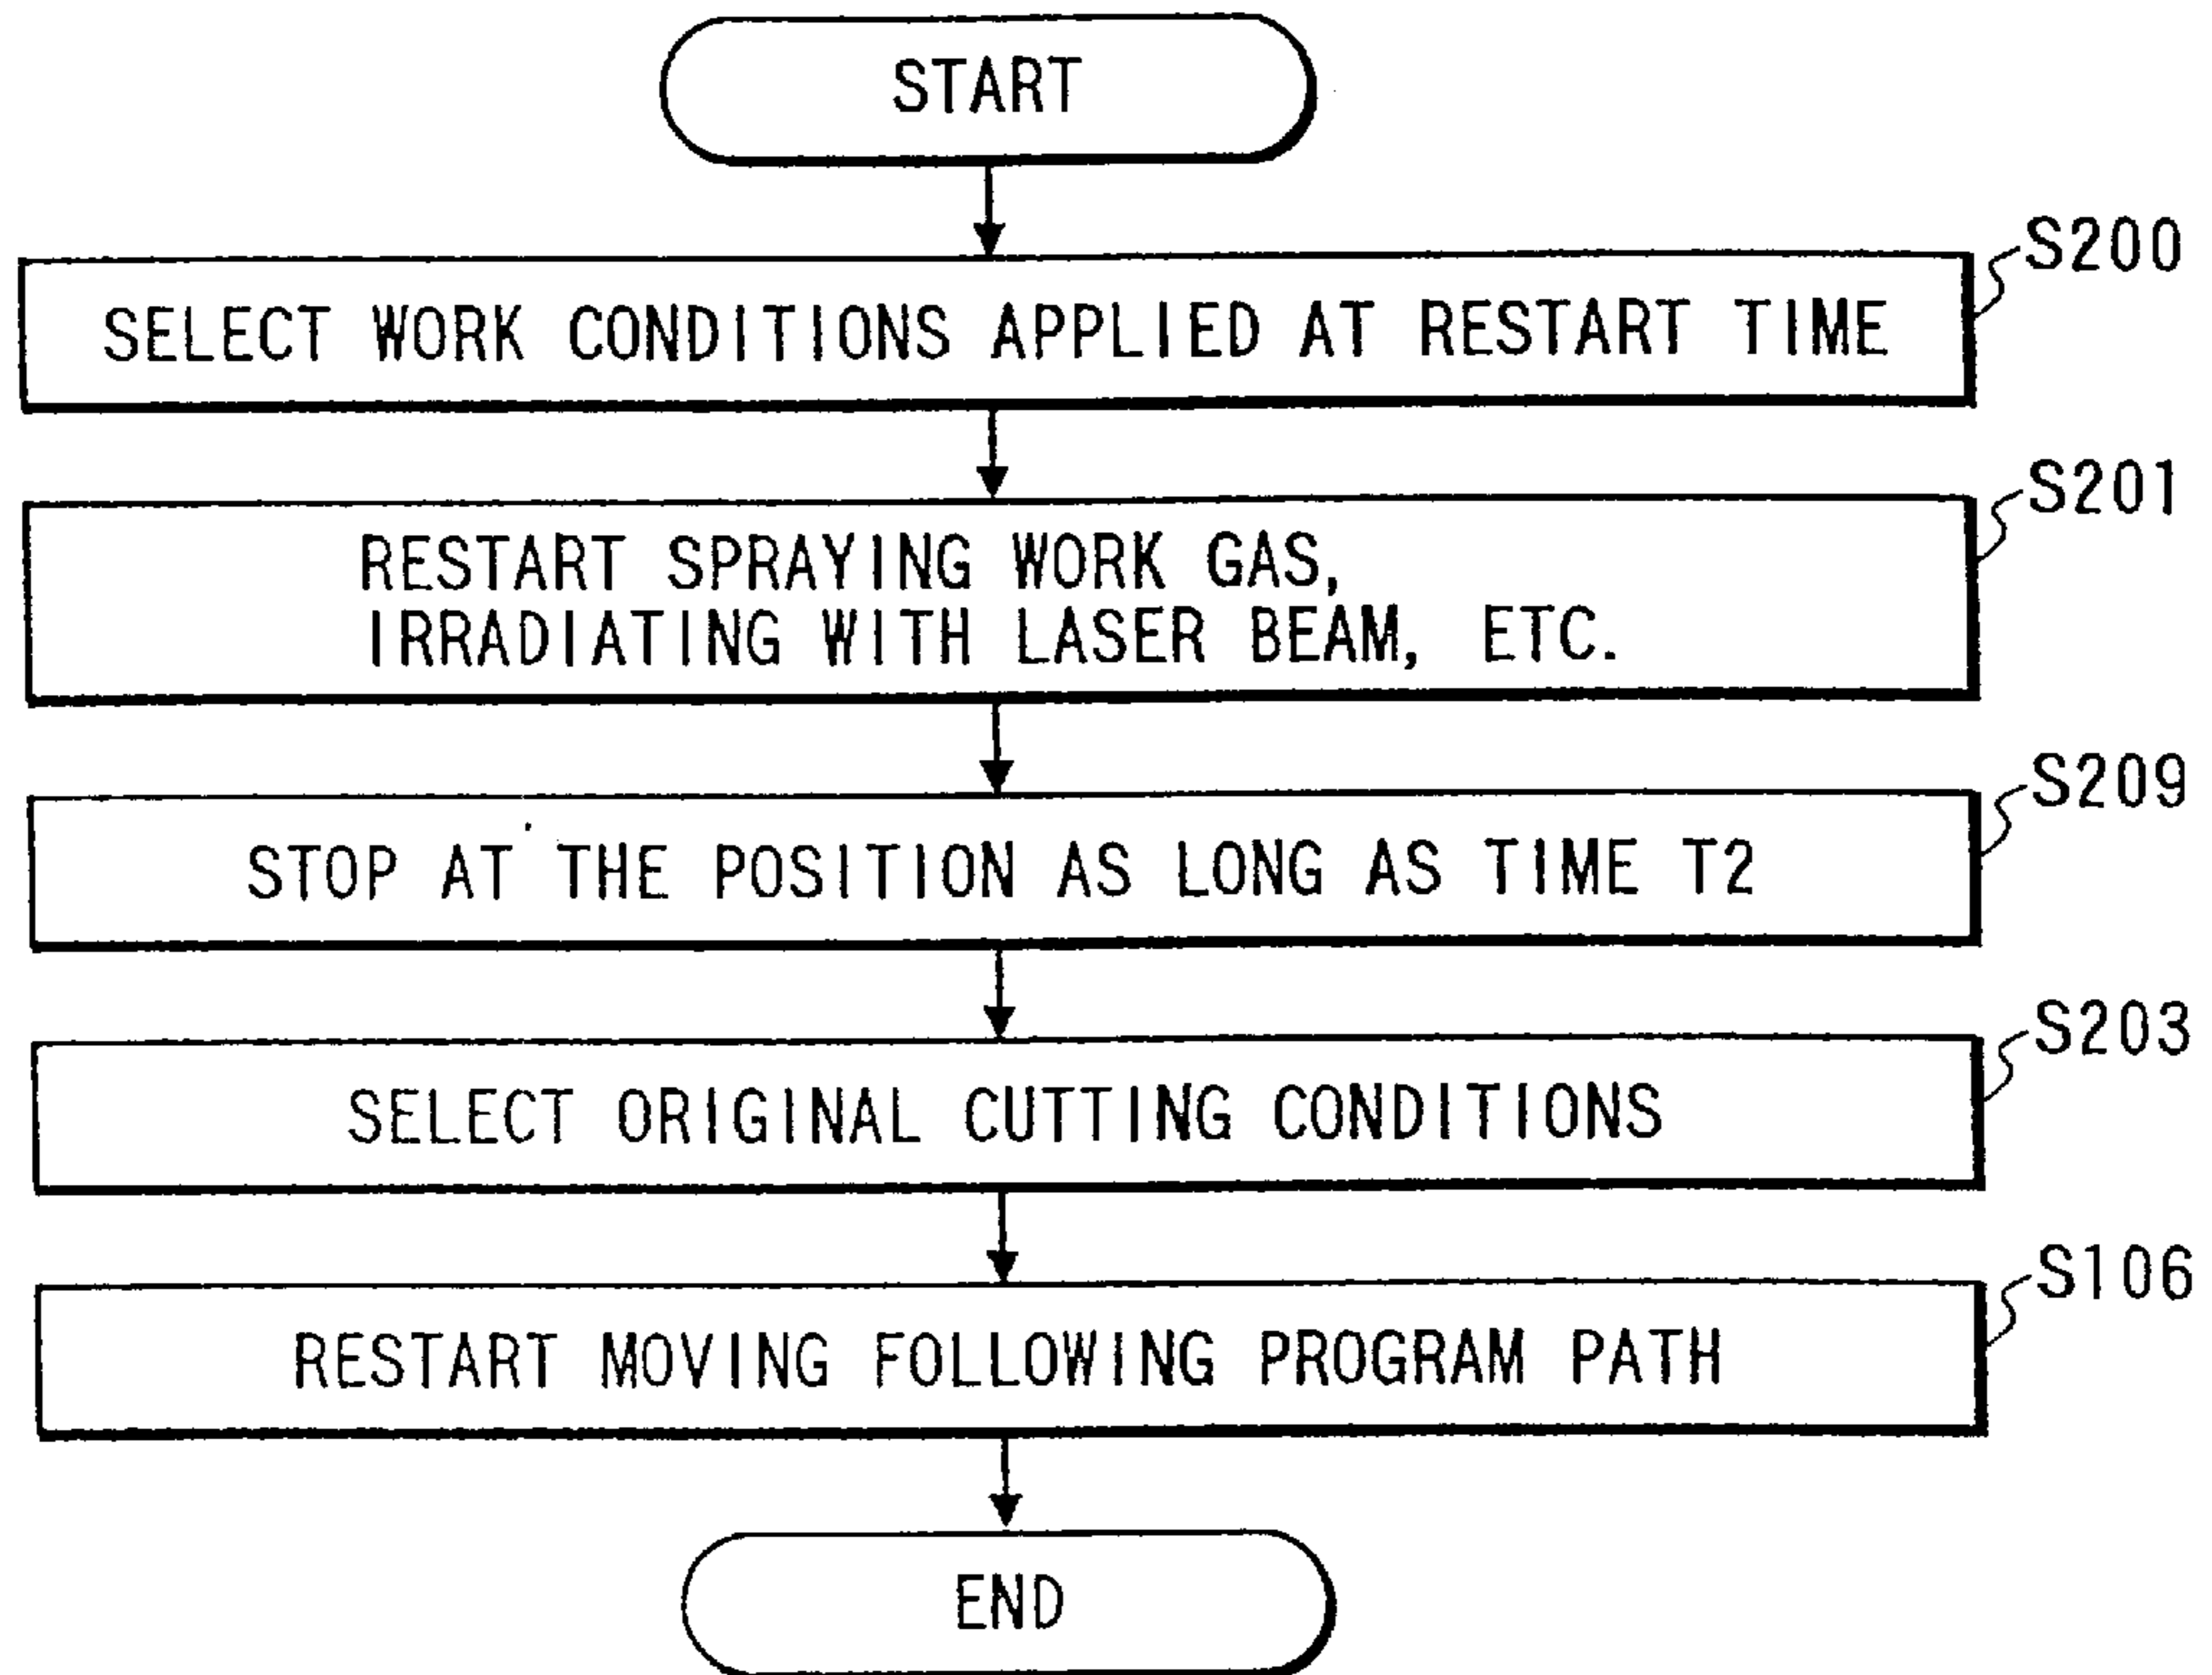 START
S200
SELECT WORK CONDITIONS APPLIED AT RESTART TIME
S201
RESTART SPRAYING WORK GAS,
IRRADIATING WITH LASER BEAM, ETC.
S209
STOP AT THE POSITION AS LONG AS TIME T2
S203
SELECT ORIGINAL CUTTING CONDITIONS
S106
RESTART MOVING FOLLOWING PROGRAM PATH
END